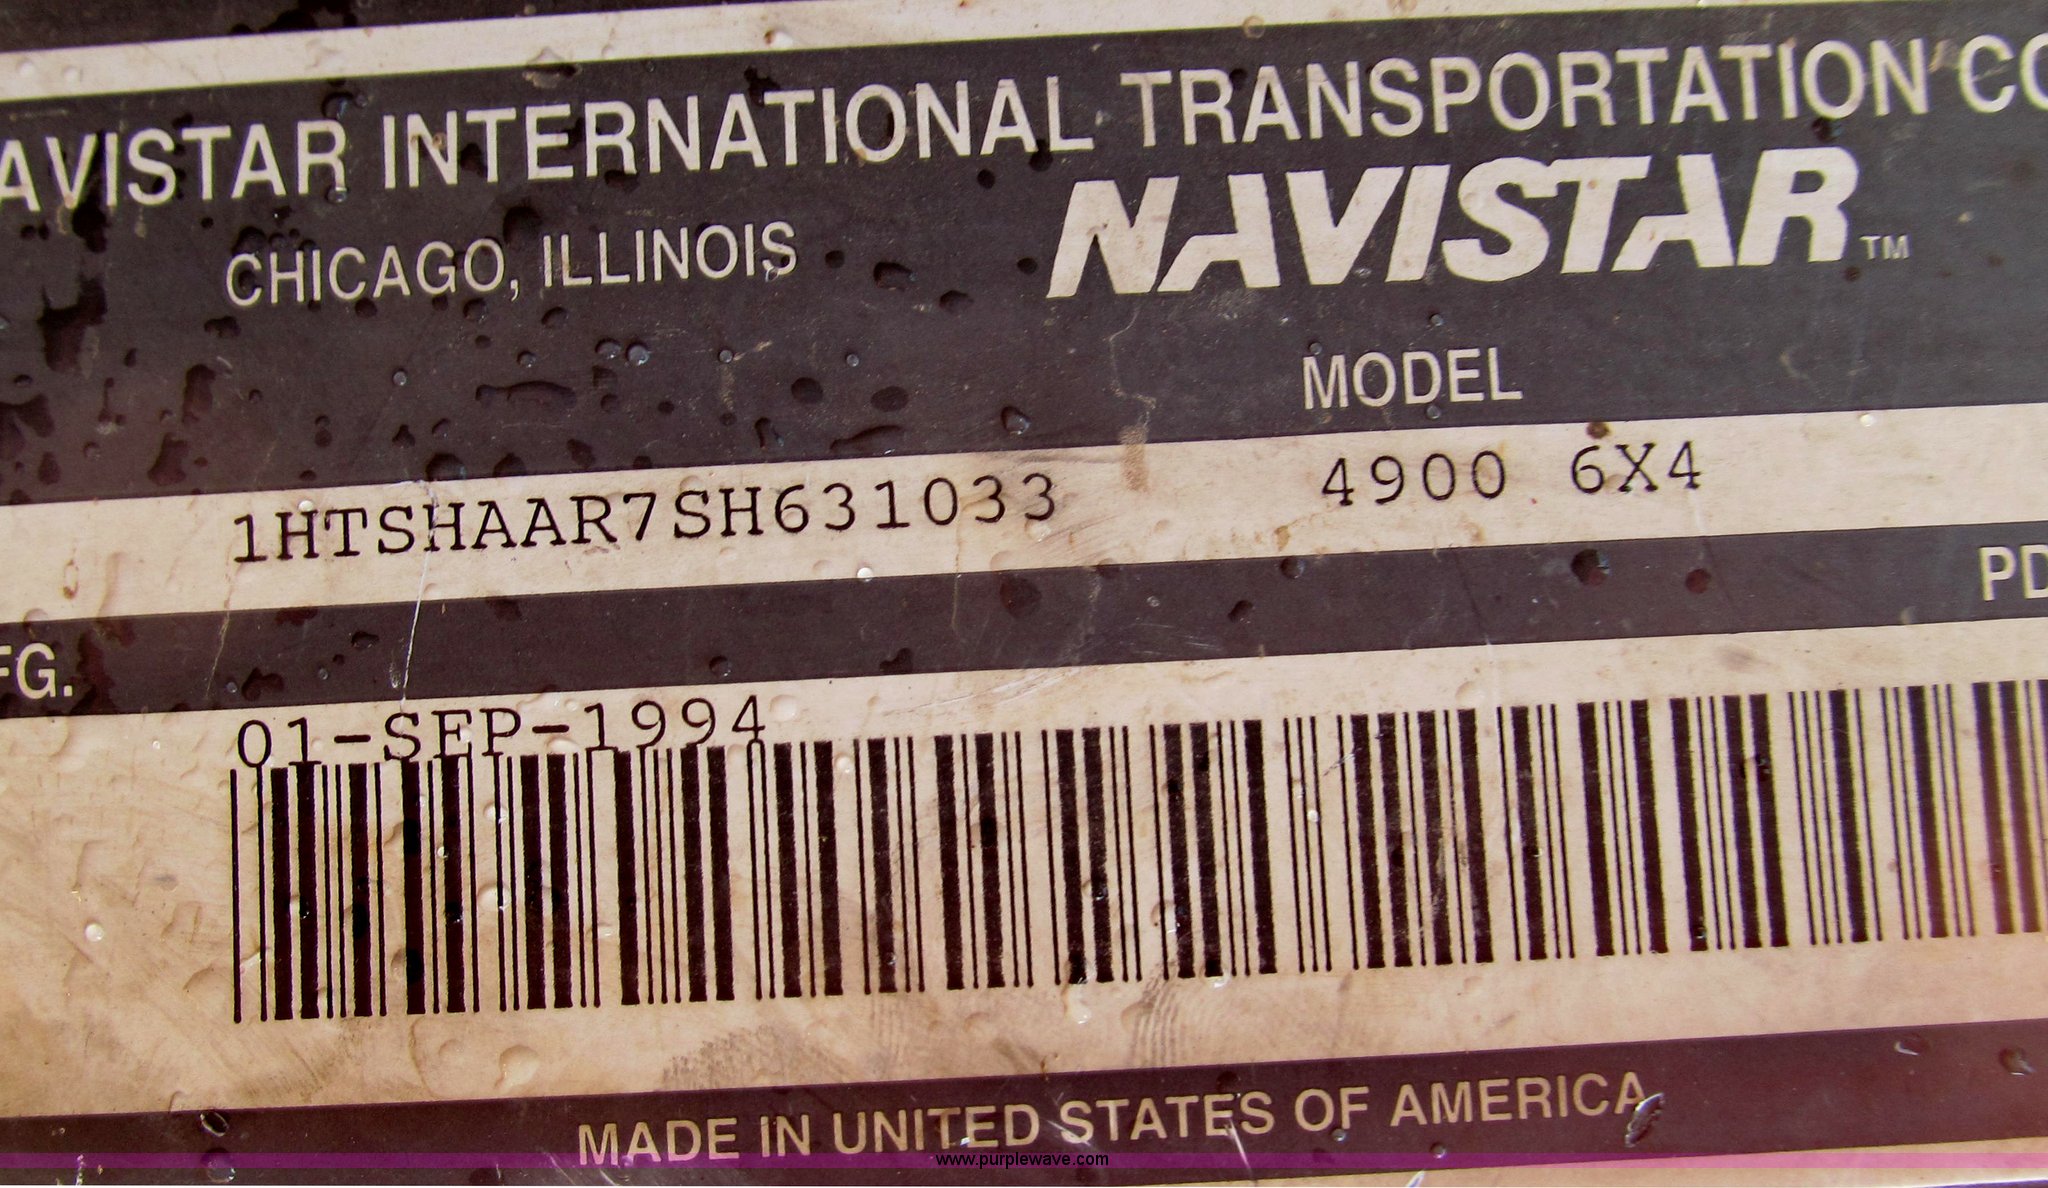 AVISTAR INTERNATIONAL TRANSPORTATION CO
CHICAGO, ILLINOIS
NAVISTAR™
MODEL
1HTSHAAR7SH631033 4900 6X4
FG.
PD
01-SEP-1994
MADE IN UNITED STATES OF AMERICA
www.purplewave.com